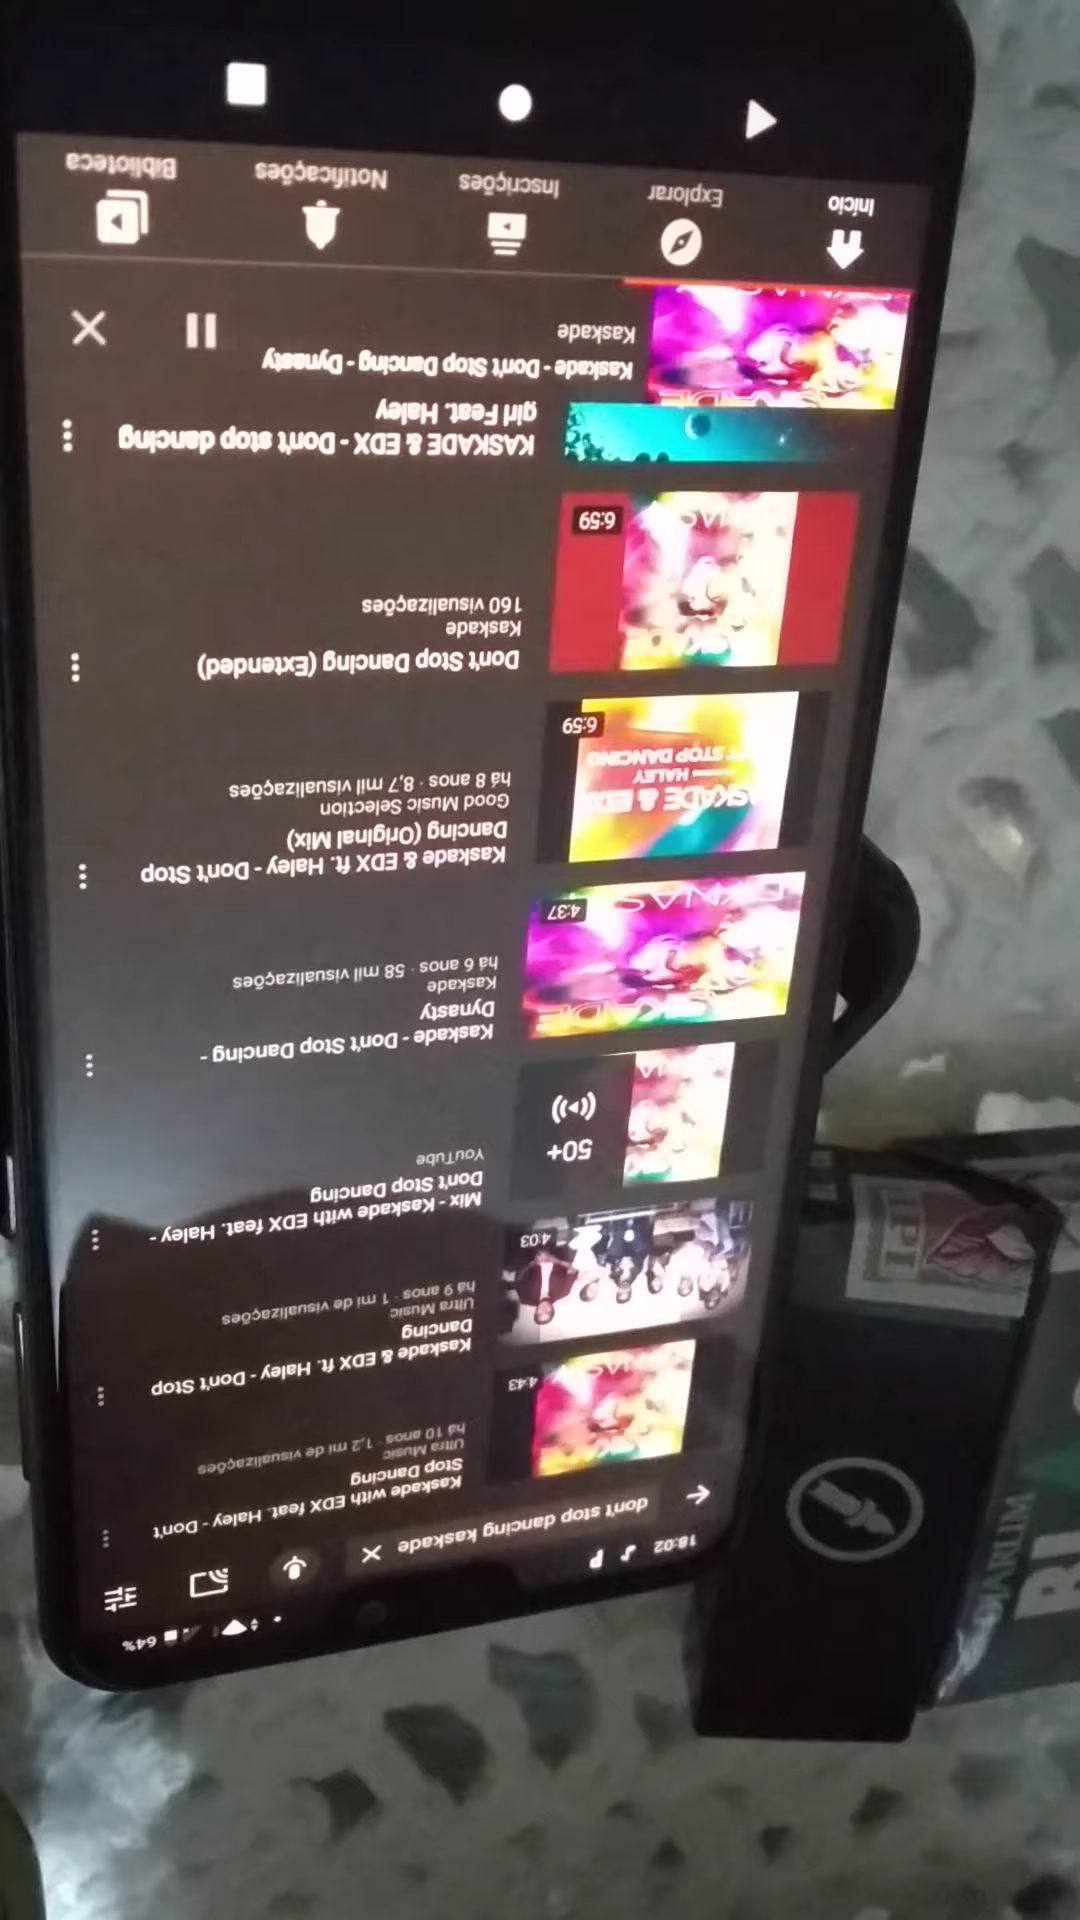 18:02
64%
don't stop dancing kaskade
Kaskade with EDX feat. Haley - Don't
Stop Dancing
Ultra Music
há 10 anos · 1,2 mi de visualizações
4:43
Kaskade & EDX ft. Haley - Don't Stop
Dancing
Ultra Music
há 9 anos · 1 mi de visualizações
4:03
Mix - Kaskade with EDX feat. Haley -
Don't Stop Dancing
YouTube
50+
Kaskade - Don't Stop Dancing -
Dynasty
Kaskade
há 6 anos · 58 mil visualizações
4:37
Kaskade & EDX ft. Haley - Don't Stop
Dancing (Original Mix)
Good Music Selection
há 8 anos · 8,7 mil visualizações
HALEY
T STOP DANCING
6:59
Don't Stop Dancing (Extended)
Kaskade
160 visualizações
6:59
KASKADE & EDX - Don't stop dancing
girl Feat. Haley
Kaskade - Don't Stop Dancing - Dynasty
Kaskade
Início
Explorar
Inscrições
Notificações
Biblioteca
DJARUM